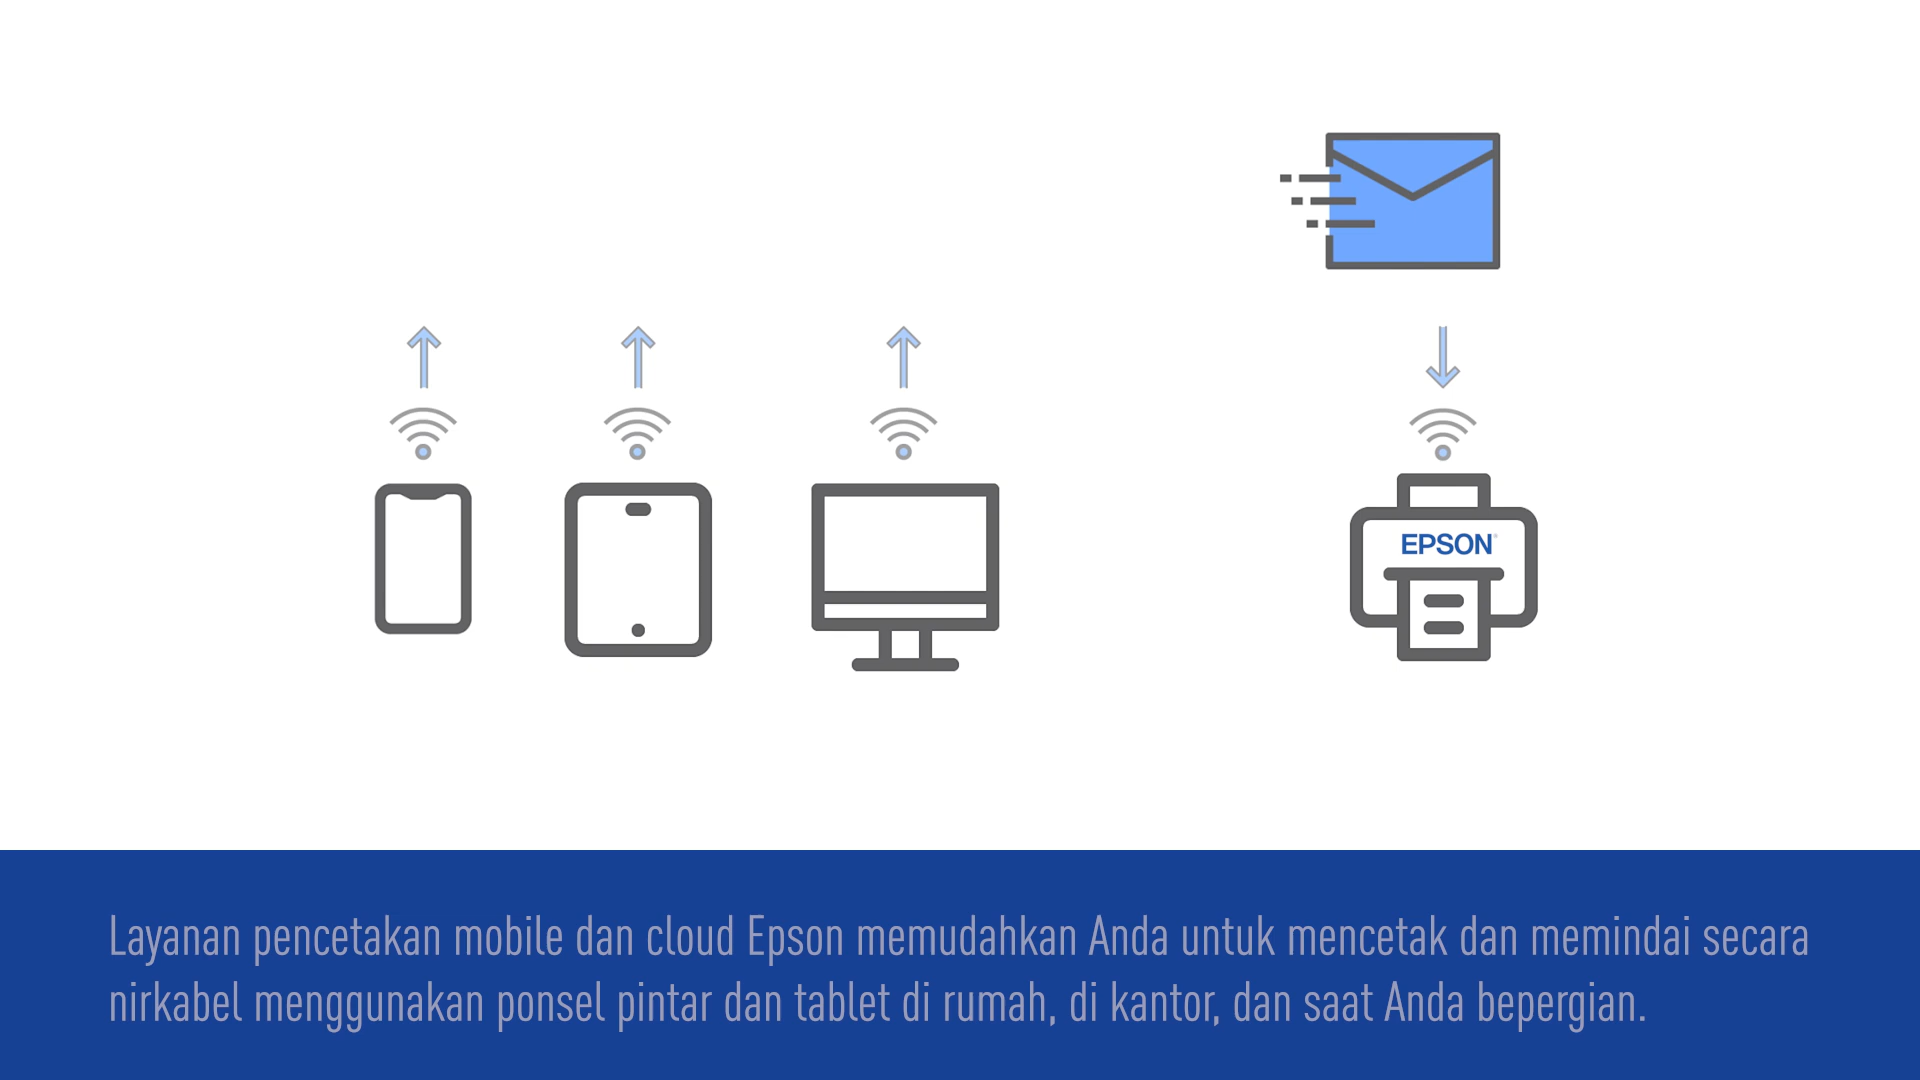 EPSON
Layanan pencetakan mobile dan cloud Epson memudahkan Anda untuk mencetak dan memindai secara
nirkabel menggunakan ponsel pintar dan tablet di rumah, di kantor, dan saat Anda bepergian.